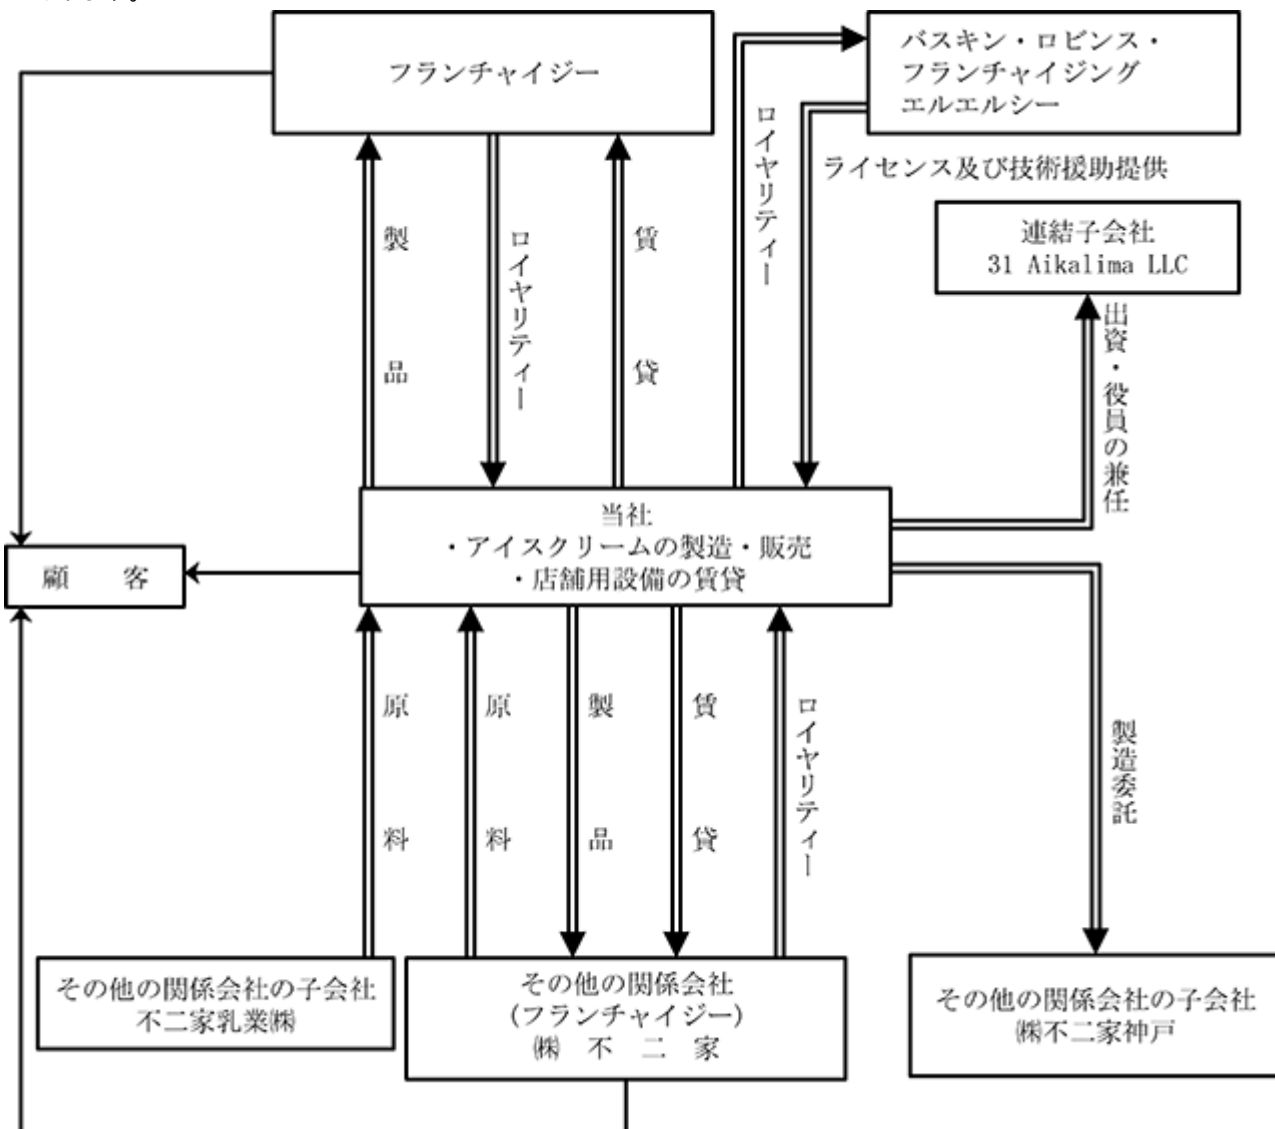 フランチャイジー
バスキン・ロビンス・
フランチャイジング
エルエルシー
ロイヤリティー
ライセンス及び技術援助提供
連結子会社
31 Aikalima LLC
製品
ロイヤリティー
賃貸
出資・役員の兼任
当社
・アイスクリームの製造・販売
・店舗用設備の賃貸
顧　客
原料
原料
製品
賃貸
ロイヤリティー
製造委託
その他の関係会社の子会社
不二家乳業㈱
その他の関係会社
(フランチャイジー)
㈱ 不 二 家
その他の関係会社の子会社
㈱不二家神戸